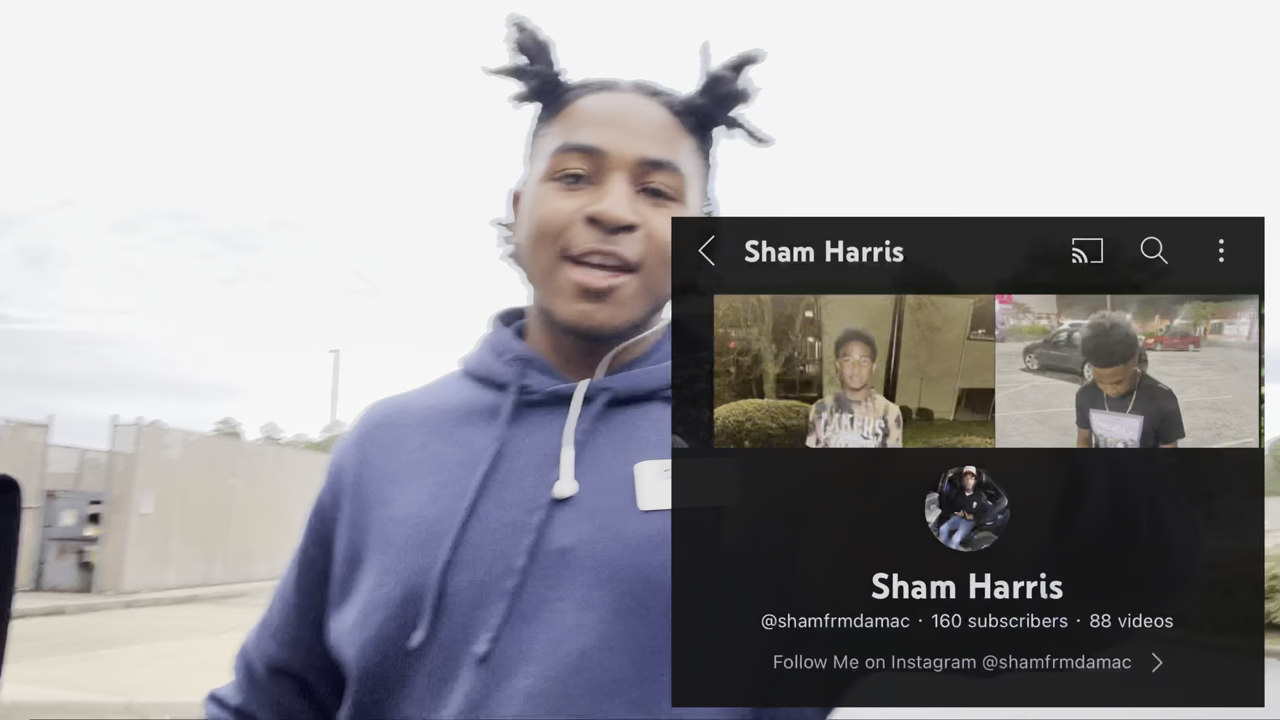 Sham Harris
LAKERS
Sham Harris
@shamfrmdamac · 160 subscribers · 88 videos
Follow Me on Instagram @shamfrmdamac